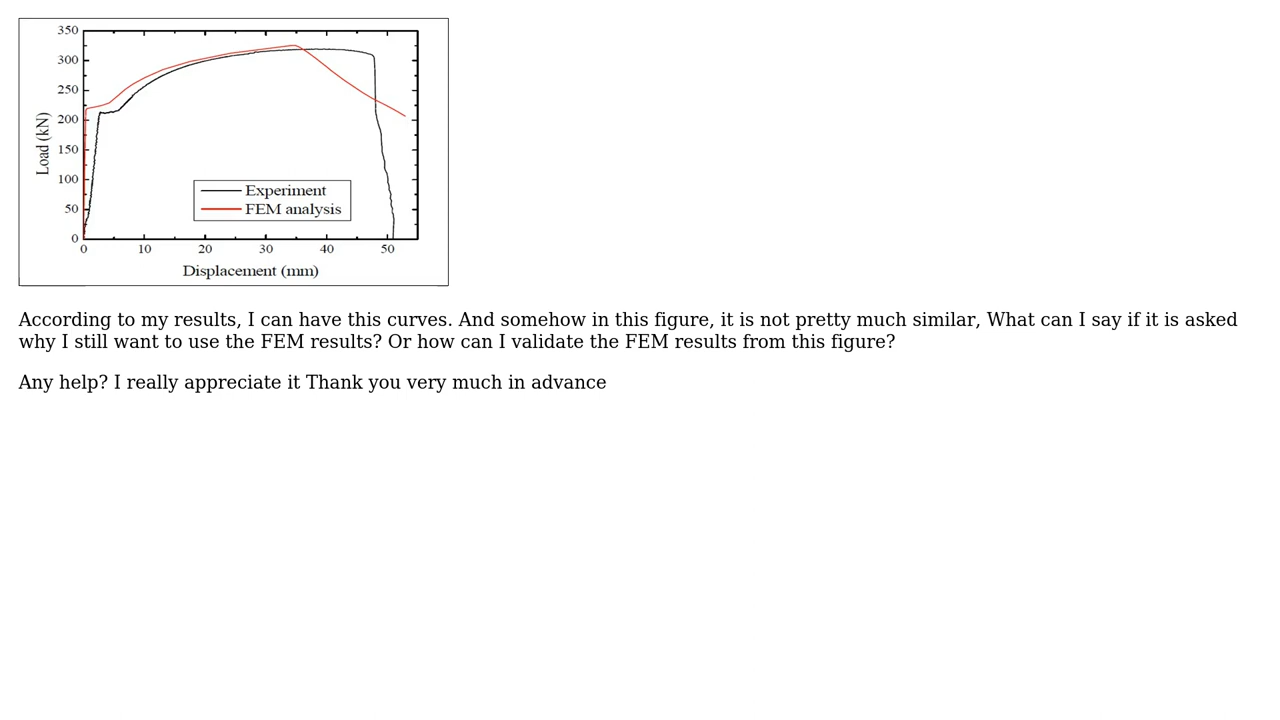 350
300
250
200
150
100
50
0
Load (kN)
Experiment
FEM analysis
0 10 20 30 40 50
Displacement (mm)
According to my results, I can have this curves. And somehow in this figure, it is not pretty much similar, What can I say if it is asked
why I still want to use the FEM results? Or how can I validate the FEM results from this figure?
Any help? I really appreciate it Thank you very much in advance